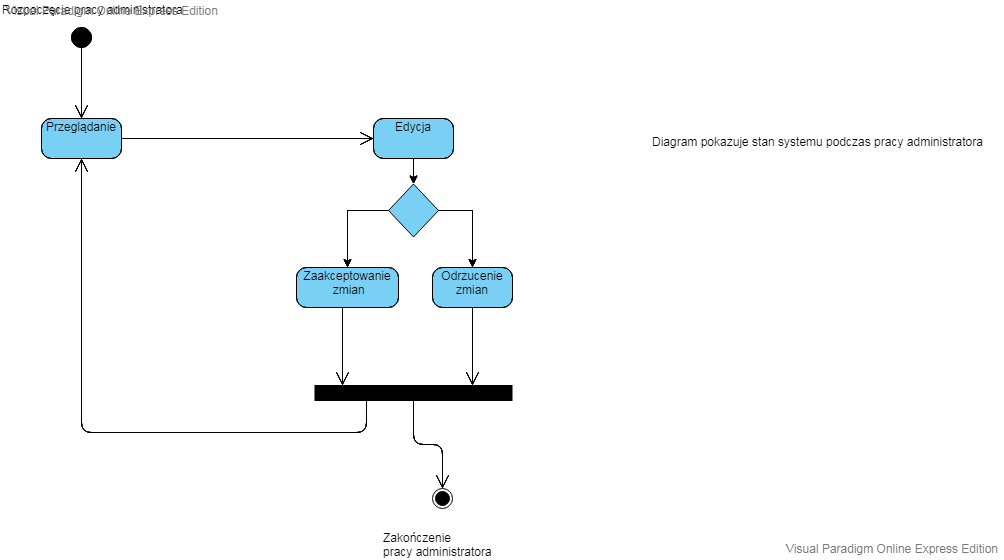 Rozpoczęcie pracy administratora
Visual Paradigm Online Express Edition
Przeglądanie
Edycja
Diagram pokazuje stan systemu podczas pracy administratora
Zaakceptowanie
zmian
Odrzucenie
zmian
Zakończenie
pracy administratora
Visual Paradigm Online Express Edition